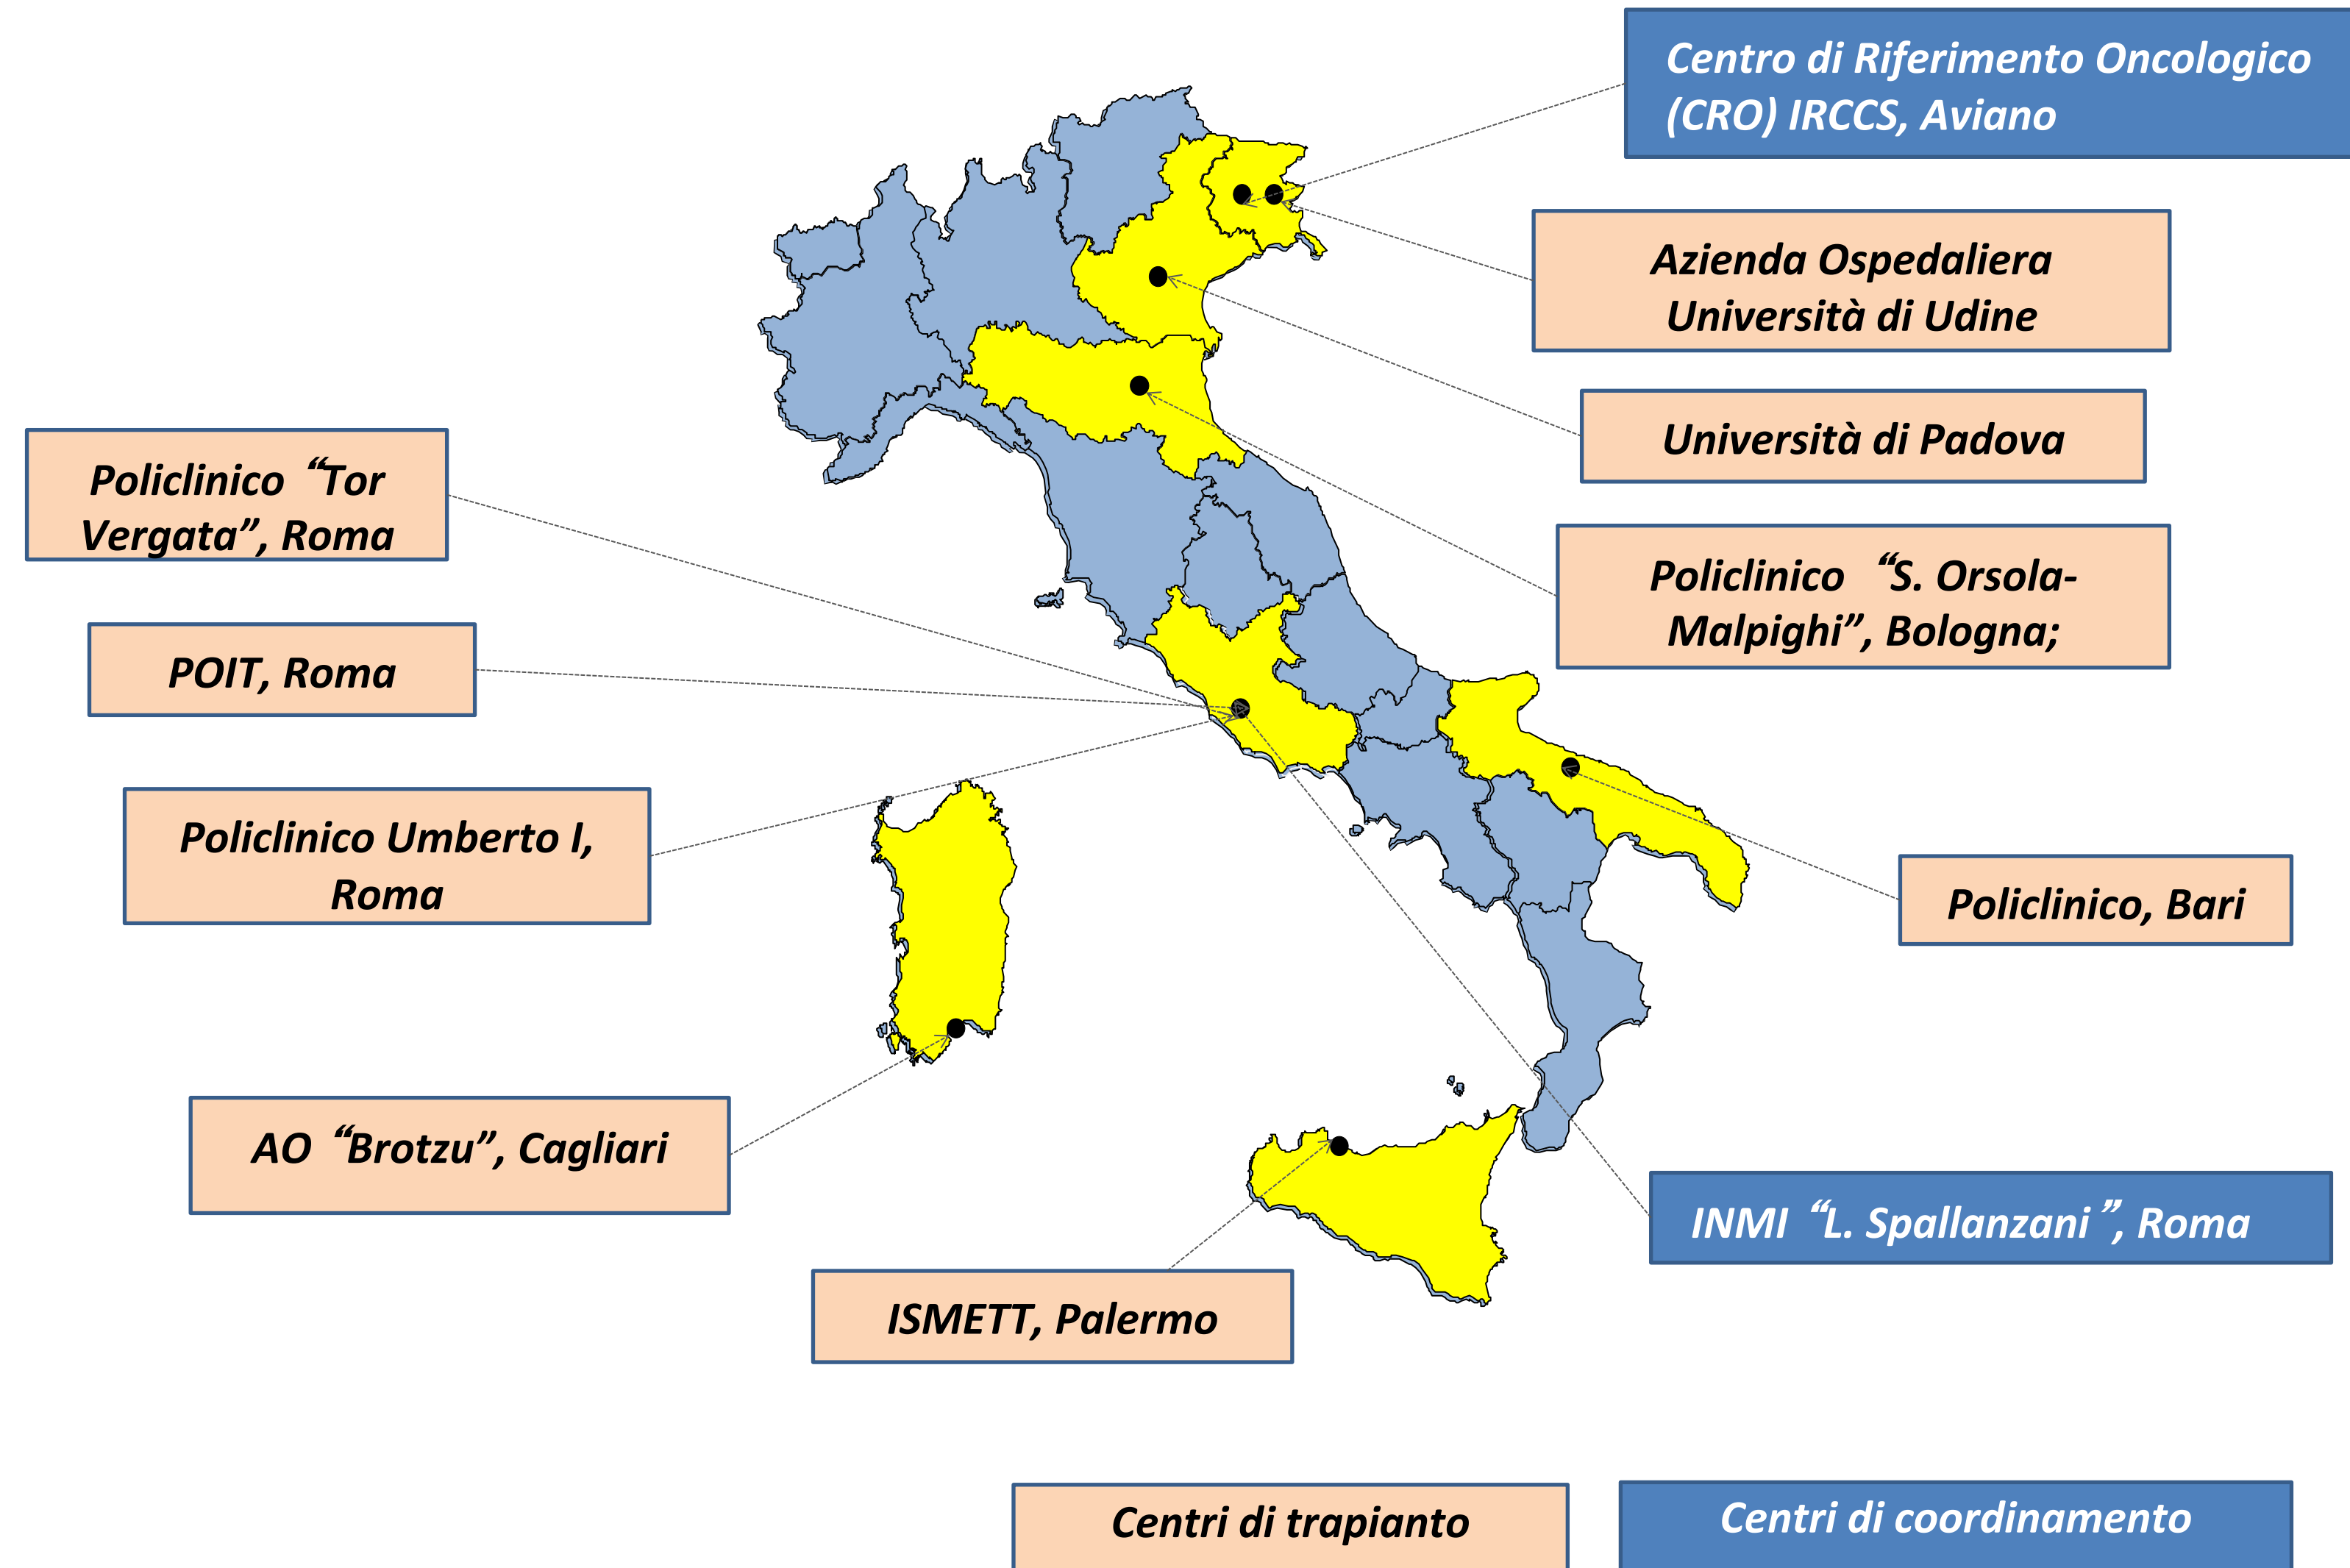 Centro di Riferimento Oncologico
(CRO) IRCCS, Aviano
Azienda Ospedaliera
Università di Udine
Università di Padova
Policlinico “Tor
Vergata”, Roma
Policlinico “S. Orsola-
Malpighi”, Bologna;
POIT, Roma
Policlinico Umberto I,
Roma
Policlinico, Bari
AO “Brotzu”, Cagliari
INMI “L. Spallanzani”, Roma
ISMETT, Palermo
Centri di trapianto
Centri di coordinamento